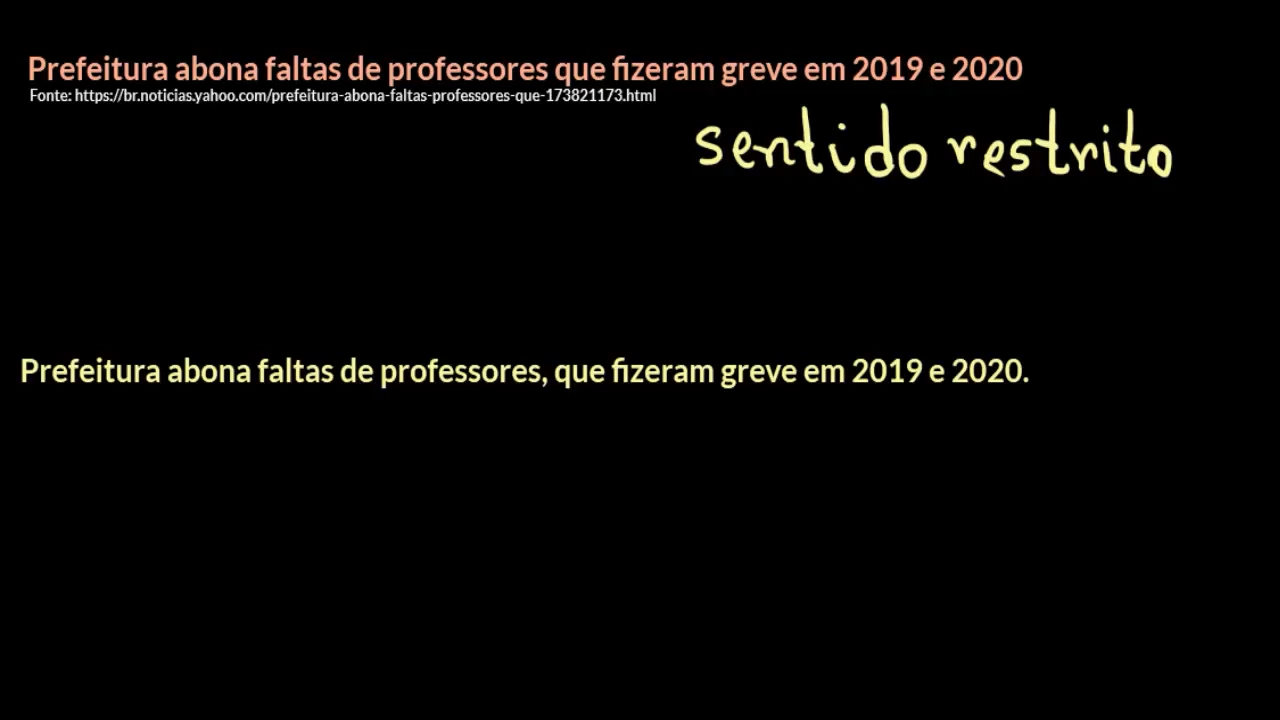 Prefeitura abona faltas de professores que fizeram greve em 2019 e 2020
Fonte: https://br.noticias.yahoo.com/prefeitura-abona-faltas-professores-que-173821173.html
sentido restrito
Prefeitura abona faltas de professores, que fizeram greve em 2019 e 2020.